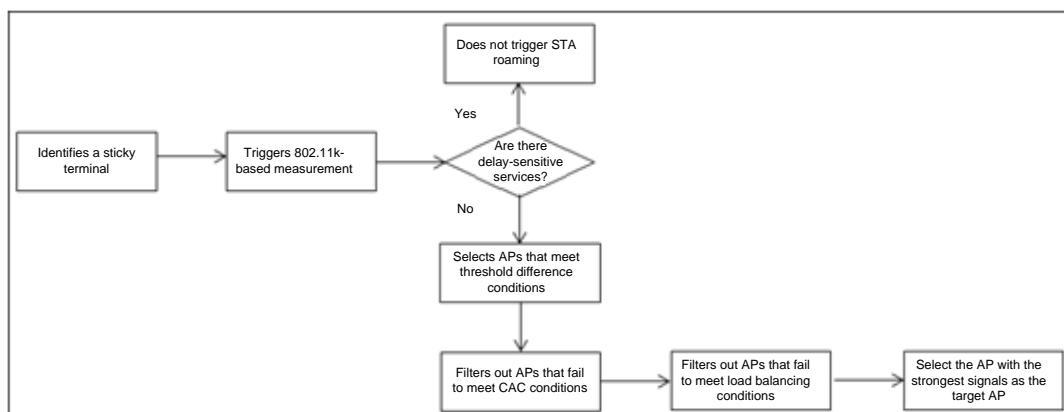 Does not trigger STA
roaming
Yes
Identifies a sticky
terminal
Triggers 802.11k-
based measurement
Are there
delay-sensitive
services?
No
Selects APs that meet
threshold difference
conditions
Filters out APs that fail
to meet CAC conditions
Filters out APs that fail
to meet load balancing
conditions
Select the AP with the
strongest signals as the
target AP